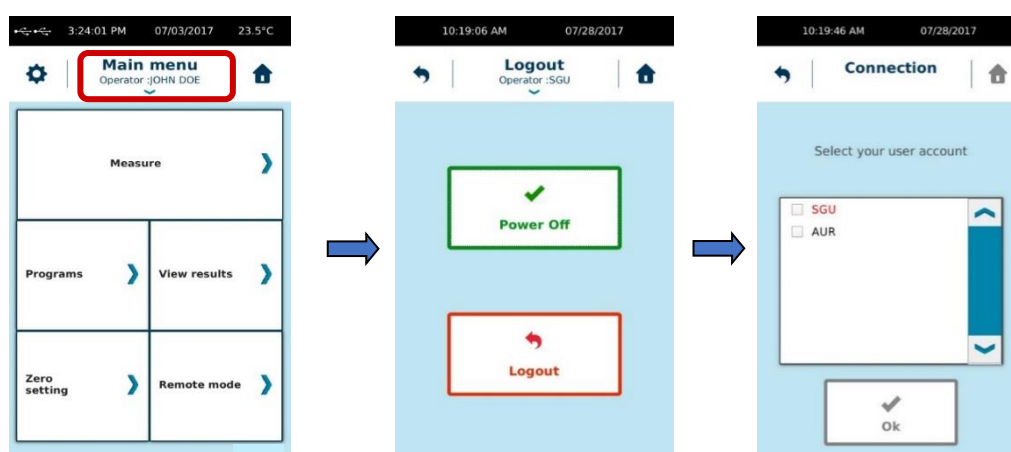 3:24:01 PM 07/03/2017 23.5°C
Main menu
Operator :JOHN DOE
Measure
Programs
View results
Zero
setting
Remote mode
10:19:06 AM 07/28/2017
Logout
Operator :SGU
Power Off
Logout
10:19:46 AM 07/28/2017
Connection
Select your user account
SGU
AUR
Ok